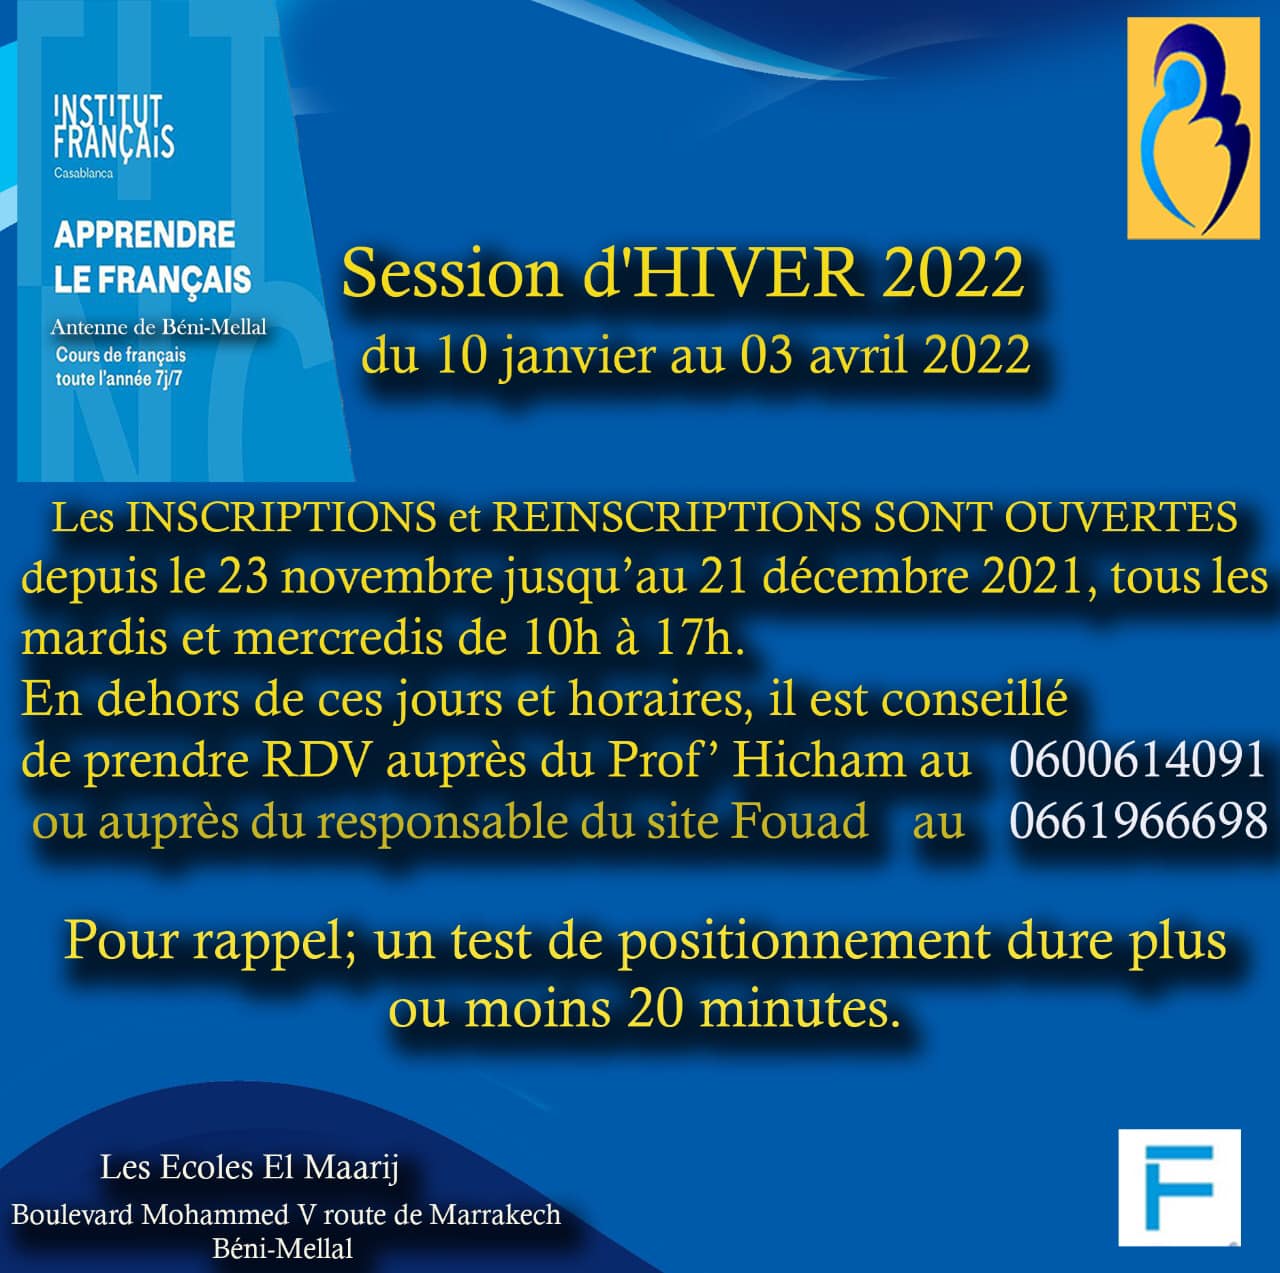 INSTITUT
FRANÇAIS
Casablanca
APPRENDRE
LE FRANÇAIS
Antenne de Béni-Mellal
Cours de français
toute l'année 7j/7
Session d'HIVER 2022
du 10 janvier au 03 avril 2022
Les INSCRIPTIONS et REINSCRIPTIONS SONT OUVERTES
depuis le 23 novembre jusqu’au 21 décembre 2021, tous les
mardis et mercredis de 10h à 17h.
En dehors de ces jours et horaires, il est conseillé
de prendre RDV auprès du Prof’ Hicham au 0600614091
ou auprès du responsable du site Fouad au 0661966698
Pour rappel; un test de positionnement dure plus
ou moins 20 minutes.
Les Ecoles El Maarij
Boulevard Mohammed V route de Marrakech
Béni-Mellal
F